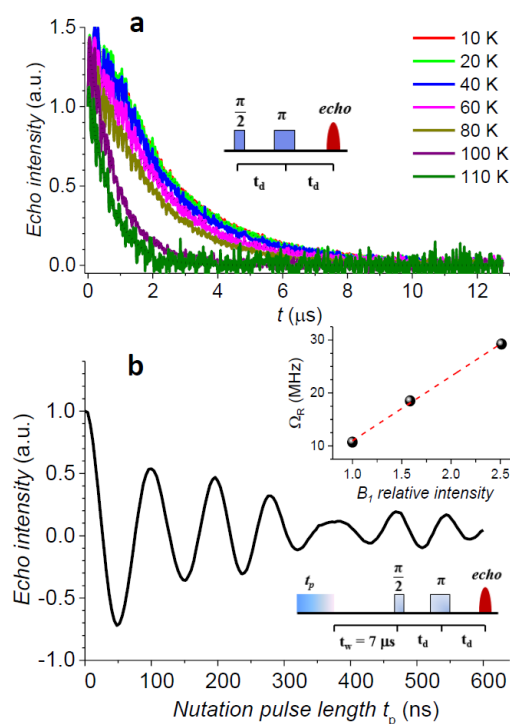 a
Echo intensity (a.u.)
1.5
1.0
0.5
0.0
0 2 4 6 8 10 12
t (μs)
10 K
20 K
40 K
60 K
80 K
100 K
110 K
π/2 π echo
t_d t_d
b
Echo intensity (a.u.)
1.0
0.5
0.0
-0.5
-1.0
0 100 200 300 400 500 600
Nutation pulse length t_p (ns)
Ω_R (MHz)
30
20
10
1.0 1.5 2.0 2.5
B_1 relative intensity
t_p π/2 π echo
t_w = 7 μs t_d t_d